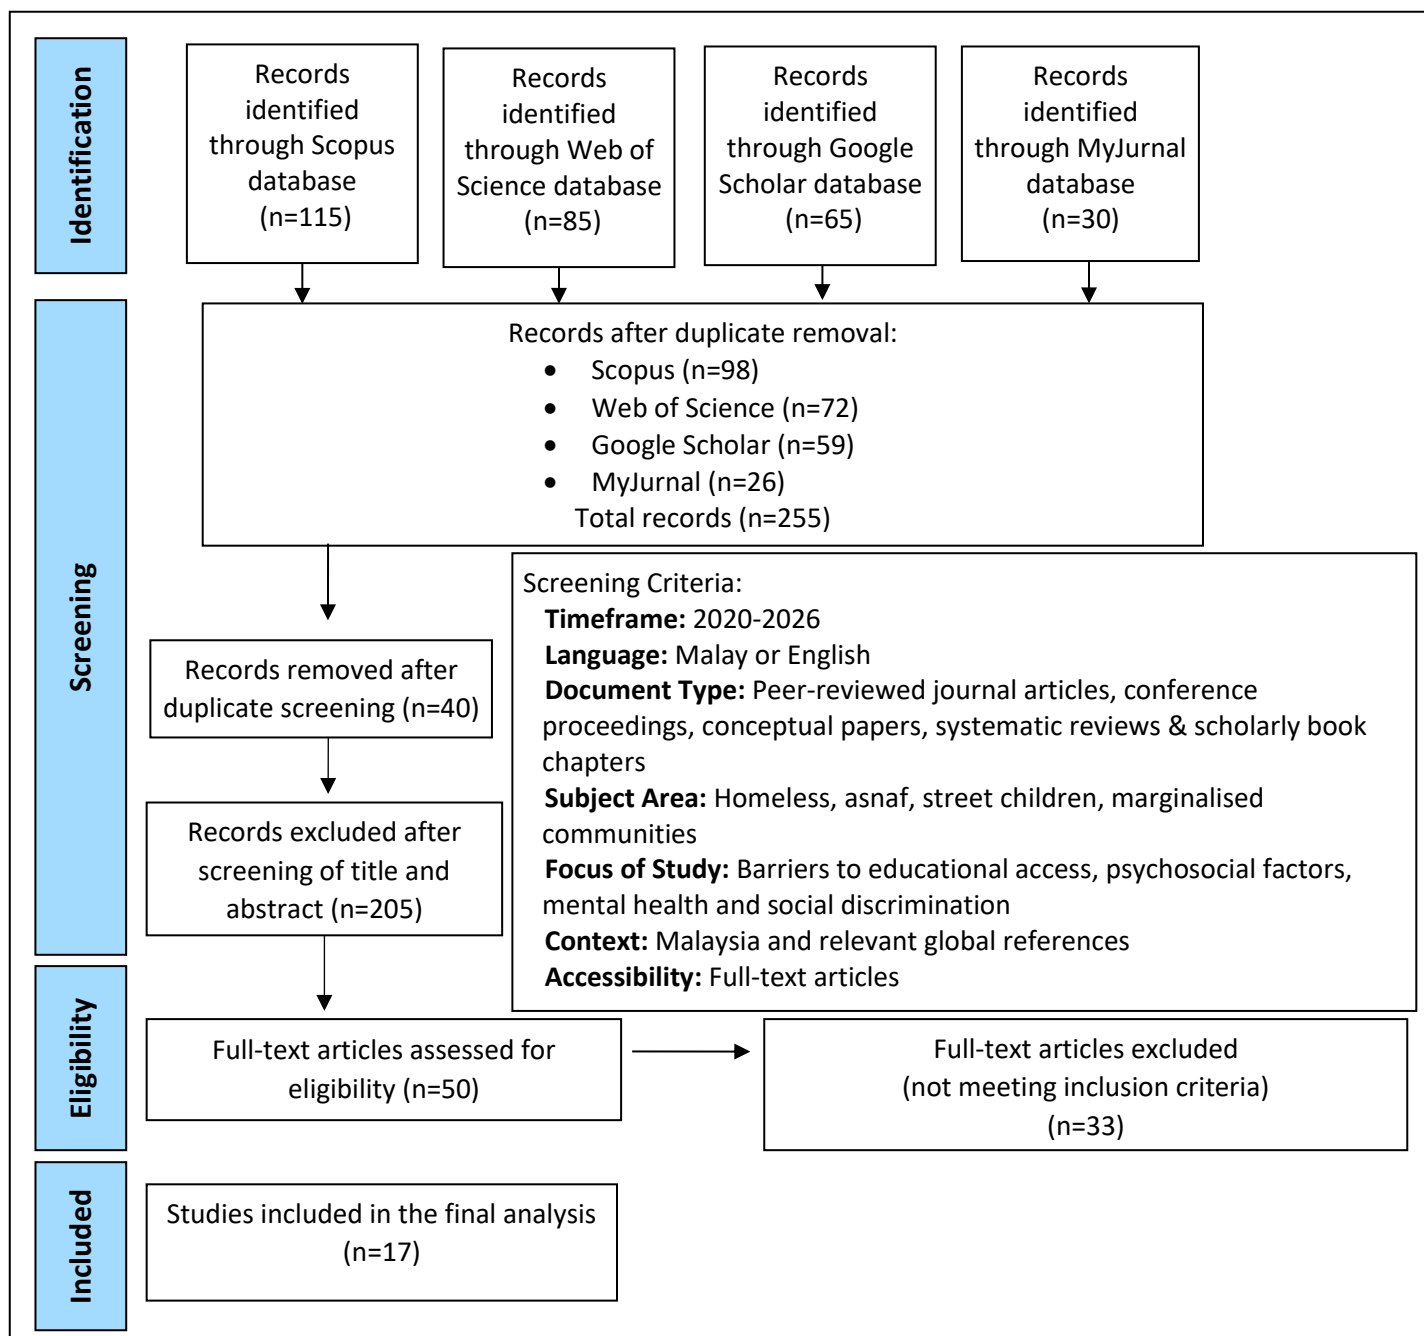 Identification
Records
identified
through Scopus
database
(n=115)
Records
identified
through Web of
Science database
(n=85)
Records
identified
through Google
Scholar database
(n=65)
Records
identified
through MyJurnal
database
(n=30)
Screening
Records after duplicate removal:
• Scopus (n=98)
• Web of Science (n=72)
• Google Scholar (n=59)
• MyJurnal (n=26)
Total records (n=255)
Records removed after
duplicate screening (n=40)
Records excluded after
screening of title and
abstract (n=205)
Screening Criteria:
Timeframe: 2020-2026
Language: Malay or English
Document Type: Peer-reviewed journal articles, conference
proceedings, conceptual papers, systematic reviews & scholarly book
chapters
Subject Area: Homeless, asnaf, street children, marginalised
communities
Focus of Study: Barriers to educational access, psychosocial factors,
mental health and social discrimination
Context: Malaysia and relevant global references
Accessibility: Full-text articles
Eligibility
Full-text articles assessed for
eligibility (n=50)
Full-text articles excluded
(not meeting inclusion criteria)
(n=33)
Included
Studies included in the final analysis
(n=17)